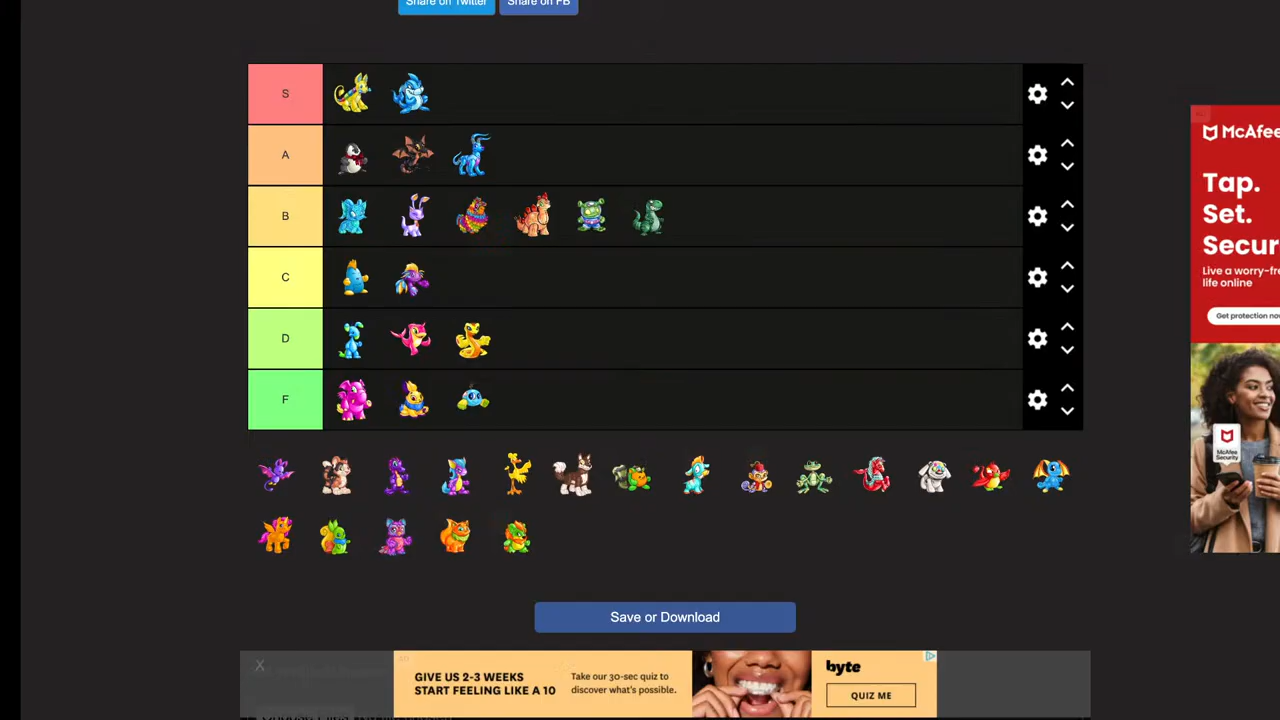 Share on Twitter
Share on FB
S
A
B
C
D
F
McAfee
Tap.
Set.
Secur
Live a worry-fre
life online
Get protection nov
McAfee
Security
Save or Download
X
GIVE US 2-3 WEEKS
START FEELING LIKE A 10
Take our 30-sec quiz to
discover what's possible.
byte
QUIZ ME